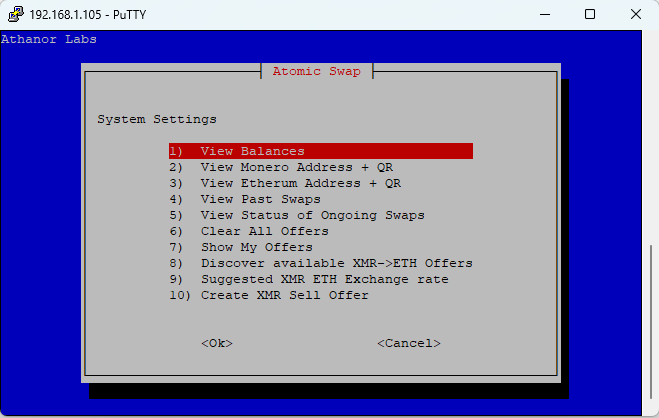 192.168.1.105 - PuTTY
Athanor Labs
Atomic Swap
System Settings
1) View Balances
2) View Monero Address + QR
3) View Etherum Address + QR
4) View Past Swaps
5) View Status of Ongoing Swaps
6) Clear All Offers
7) Show My Offers
8) Discover available XMR->ETH Offers
9) Suggested XMR ETH Exchange rate
10) Create XMR Sell Offer
<Ok> <Cancel>